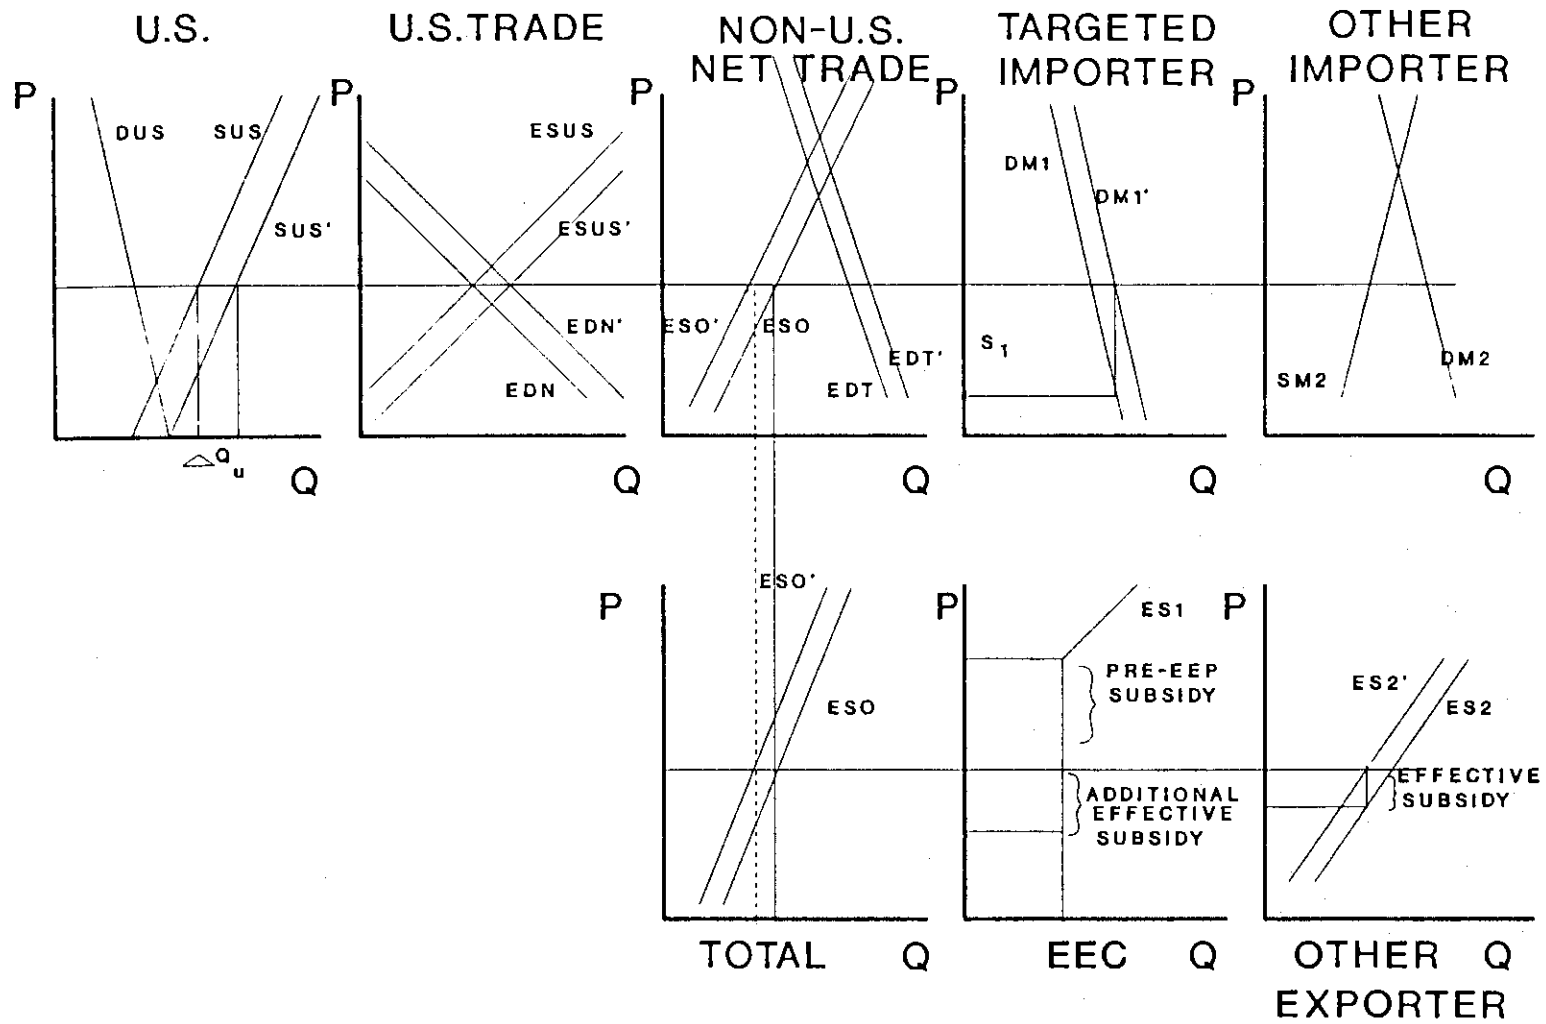 U.S.
U.S.TRADE
NON-U.S.
NET TRADE
TARGETED
IMPORTER
OTHER
IMPORTER
P
P
P
P
P
DUS
SUS
SUS'
ESUS
ESUS'
EDN'
EDN
ESO'
ESO
EDT'
EDT
DM1
DM1'
S1
SM2
DM2
△Qu
Q
Q
Q
Q
Q
P
P
P
ESO'
ESO
ES1
PRE-EEP
SUBSIDY
ADDITIONAL
EFFECTIVE
SUBSIDY
ES2'
ES2
EFFECTIVE
SUBSIDY
TOTAL
Q
EEC
Q
OTHER
EXPORTER
Q